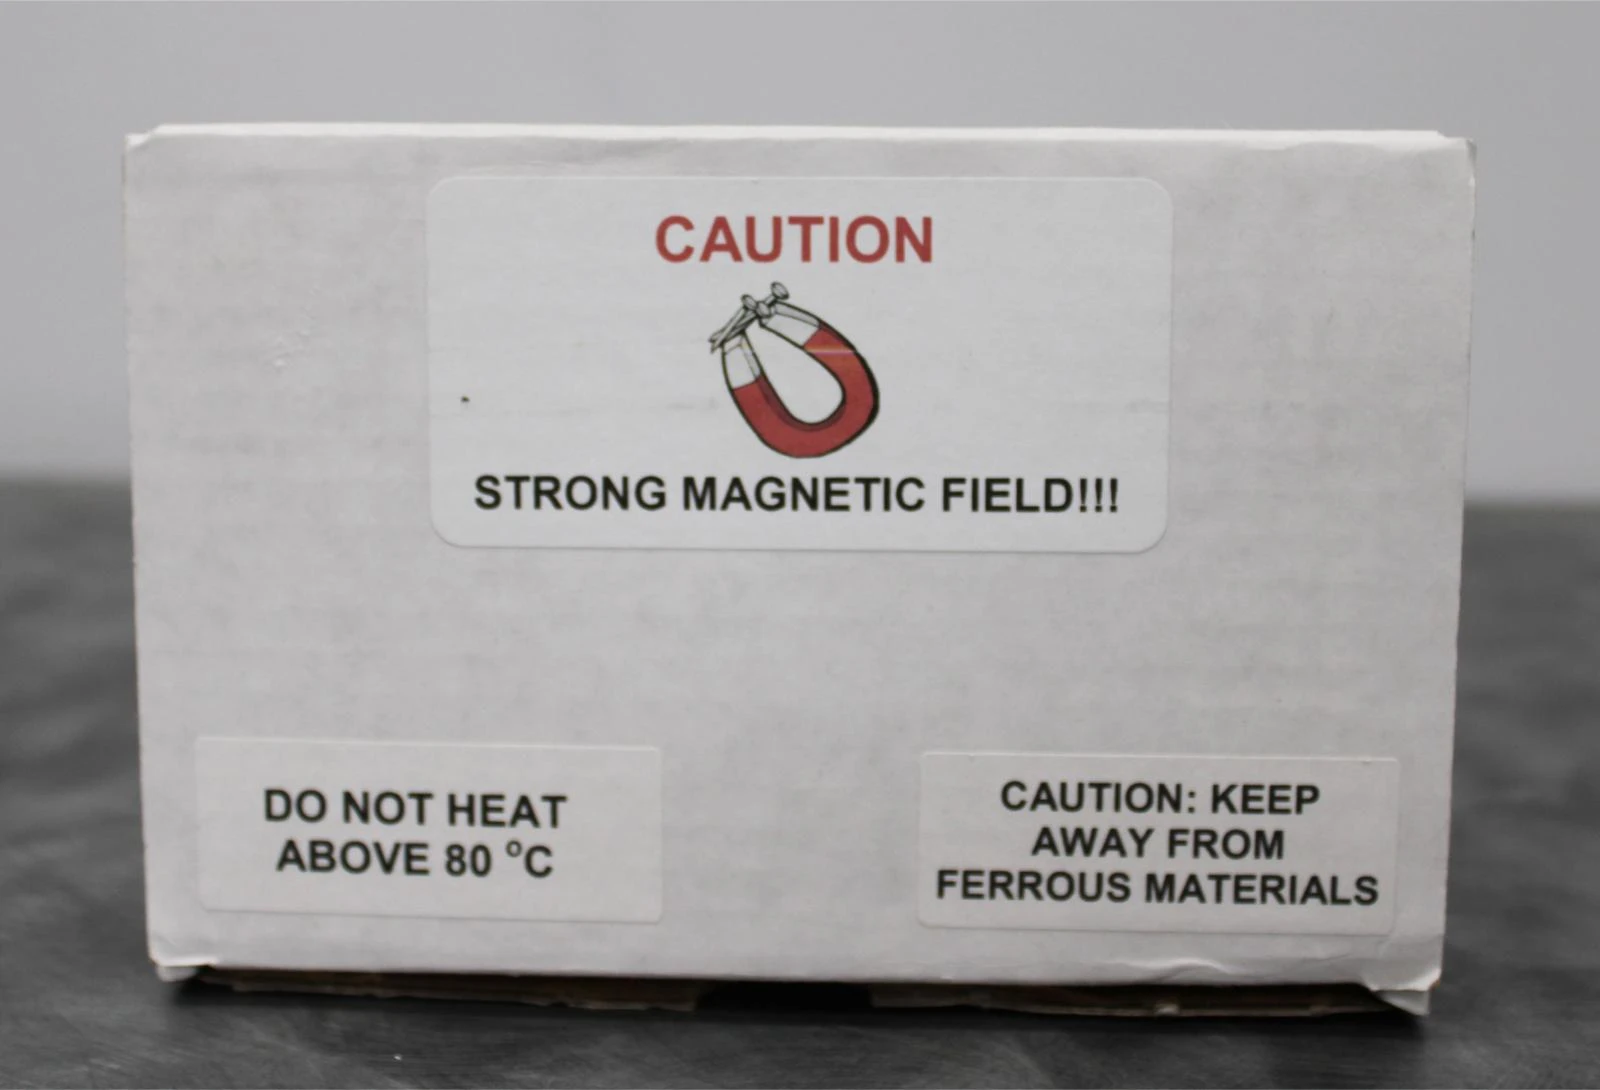 CAUTION
STRONG MAGNETIC FIELD!!!
DO NOT HEAT
ABOVE 80 °C
CAUTION: KEEP
AWAY FROM
FERROUS MATERIALS